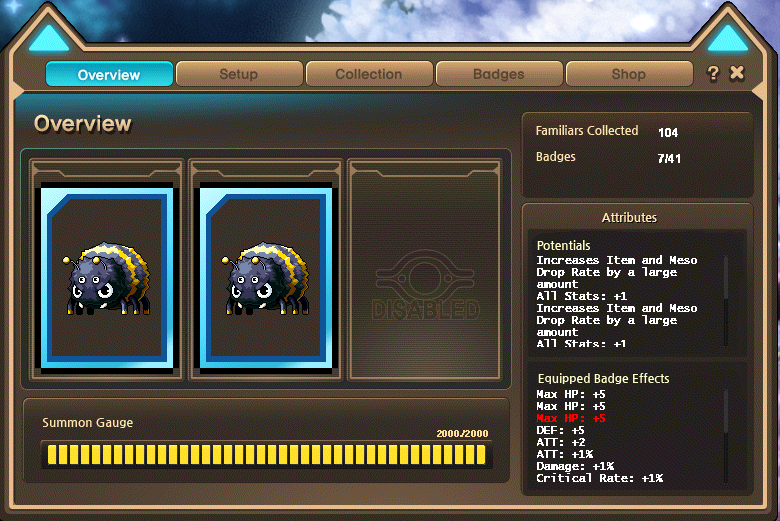 Overview
Setup
Collection
Badges
Shop
?
Overview
Familiars Collected 104
Badges 7/41
DISABLED
Attributes
Potentials
Increases Item and Meso
Drop Rate by a large
amount
All Stats: +1
Increases Item and Meso
Drop Rate by a large
amount
All Stats: +1
Equipped Badge Effects
Max HP: +5
Max HP: +5
Max HP: +5
DEF: +5
ATT: +2
ATT: +1%
Damage: +1%
Critical Rate: +1%
Summon Gauge
2000/2000